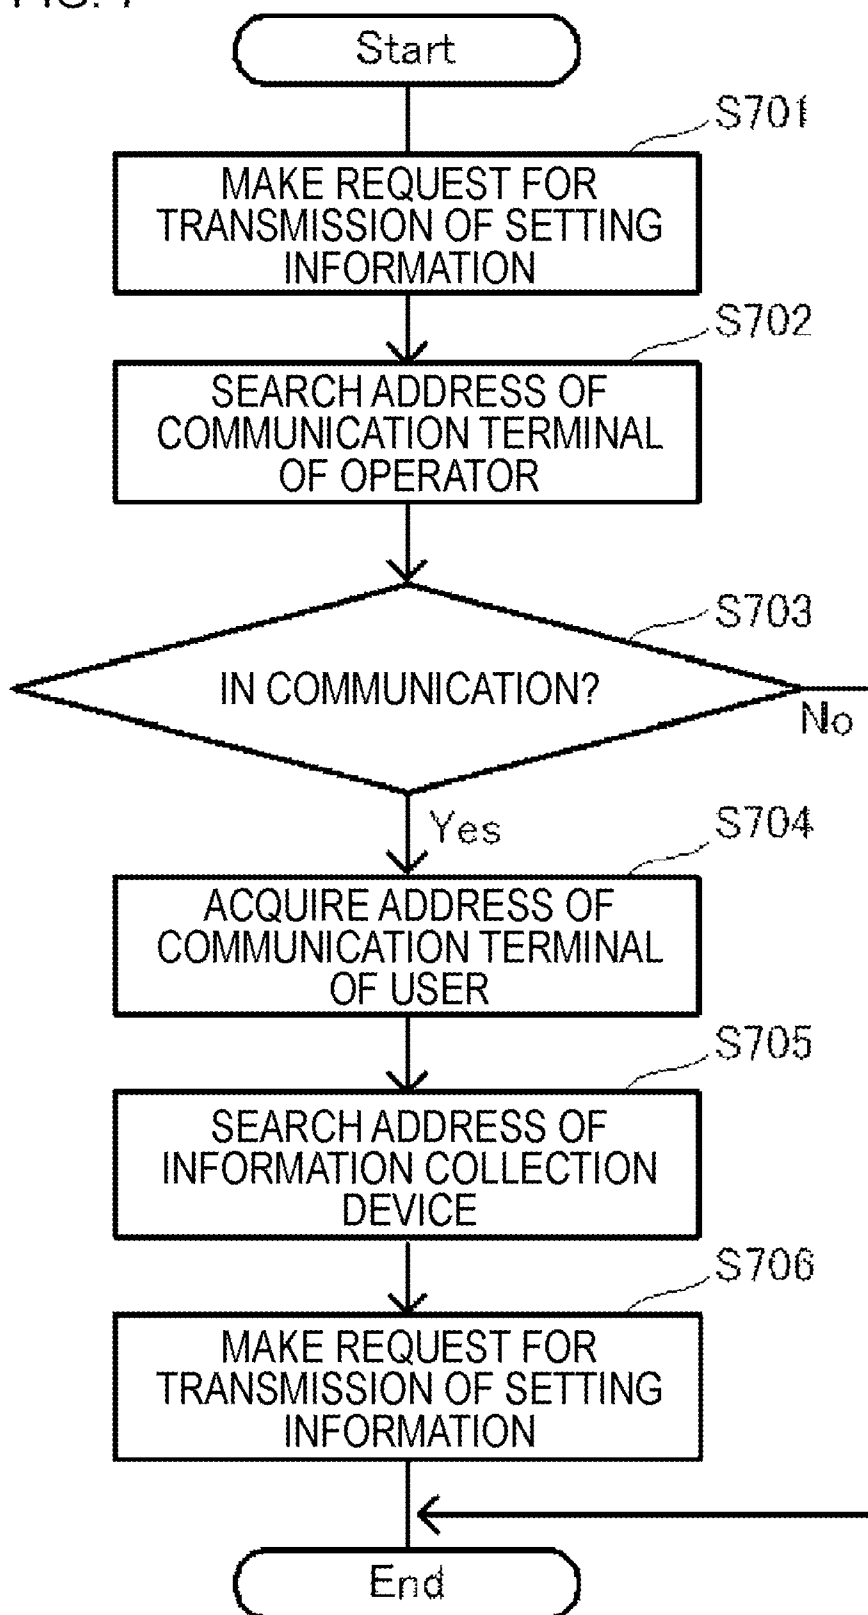 Start
S701
MAKE REQUEST FOR
TRANSMISSION OF SETTING
INFORMATION
S702
SEARCH ADDRESS OF
COMMUNICATION TERMINAL
OF OPERATOR
S703
IN COMMUNICATION?
No
Yes
S704
ACQUIRE ADDRESS OF
COMMUNICATION TERMINAL
OF USER
S705
SEARCH ADDRESS OF
INFORMATION COLLECTION
DEVICE
S706
MAKE REQUEST FOR
TRANSMISSION OF SETTING
INFORMATION
End